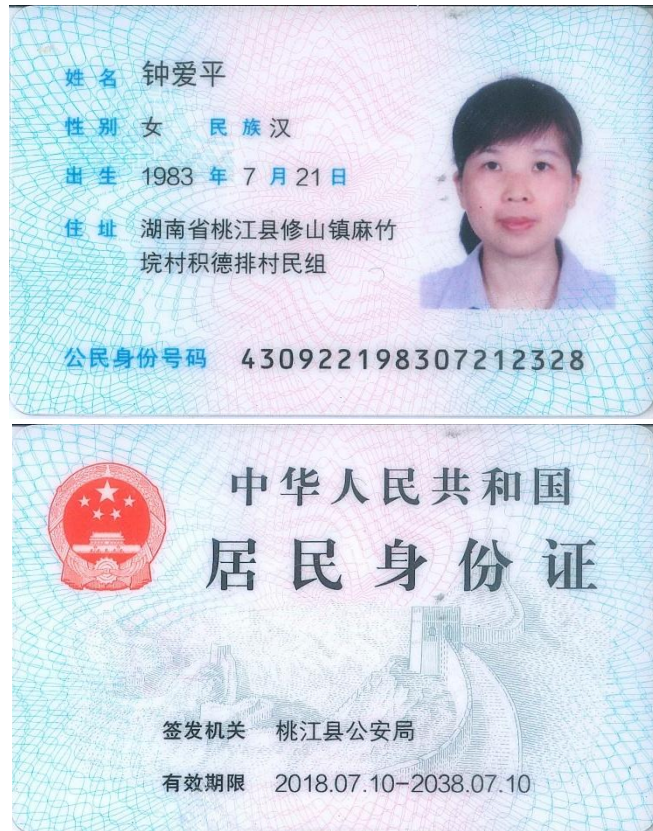 姓名 钟爱平
性别 女 民族 汉
出生 1983 年 7 月 21 日
住址 湖南省桃江县修山镇麻竹
垸村积德排村民组
公民身份号码 430922198307212328
中华人民共和国
居民身份证
签发机关 桃江县公安局
有效期限 2018.07.10-2038.07.10